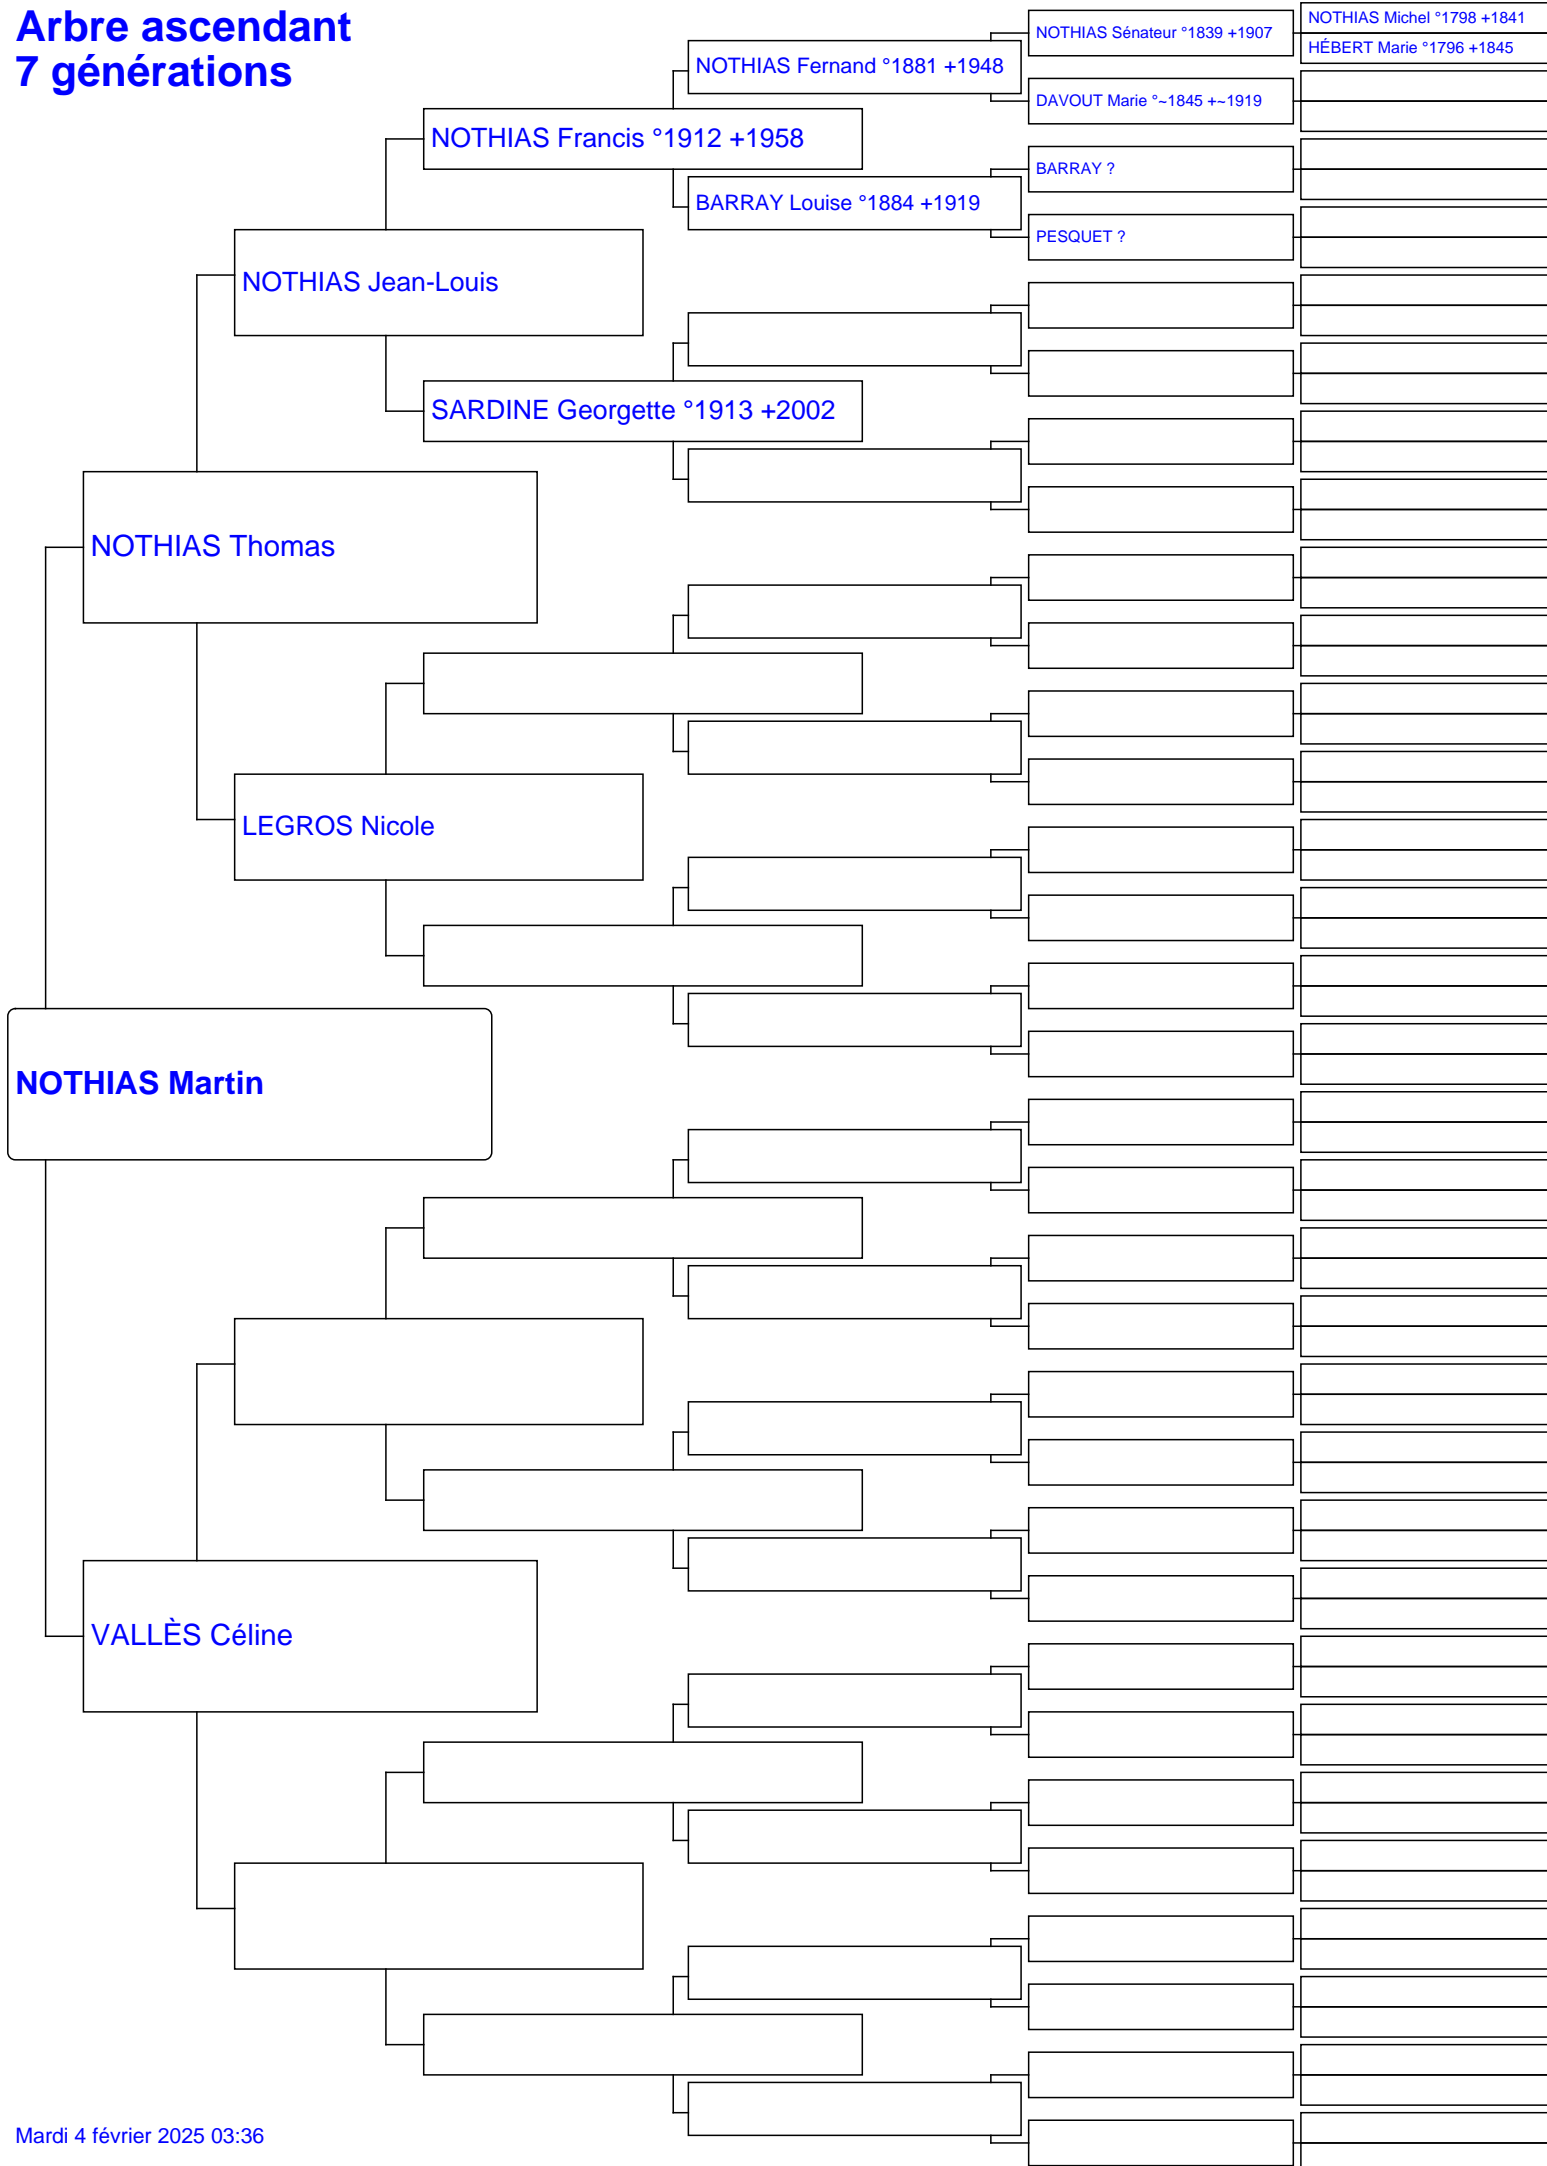 Arbre ascendant
7 générations
NOTHIAS Michel °1798 +1841
NOTHIAS Sénateur °1839 +1907
HÉBERT Marie °1796 +1845
NOTHIAS Fernand °1881 +1948
DAVOUT Marie °~1845 +~1919
NOTHIAS Francis °1912 +1958
BARRAY ?
BARRAY Louise °1884 +1919
PESQUET ?
NOTHIAS Jean-Louis
SARDINE Georgette °1913 +2002
NOTHIAS Thomas
LEGROS Nicole
NOTHIAS Martin
VALLÈS Céline
Mardi 4 février 2025 03:36